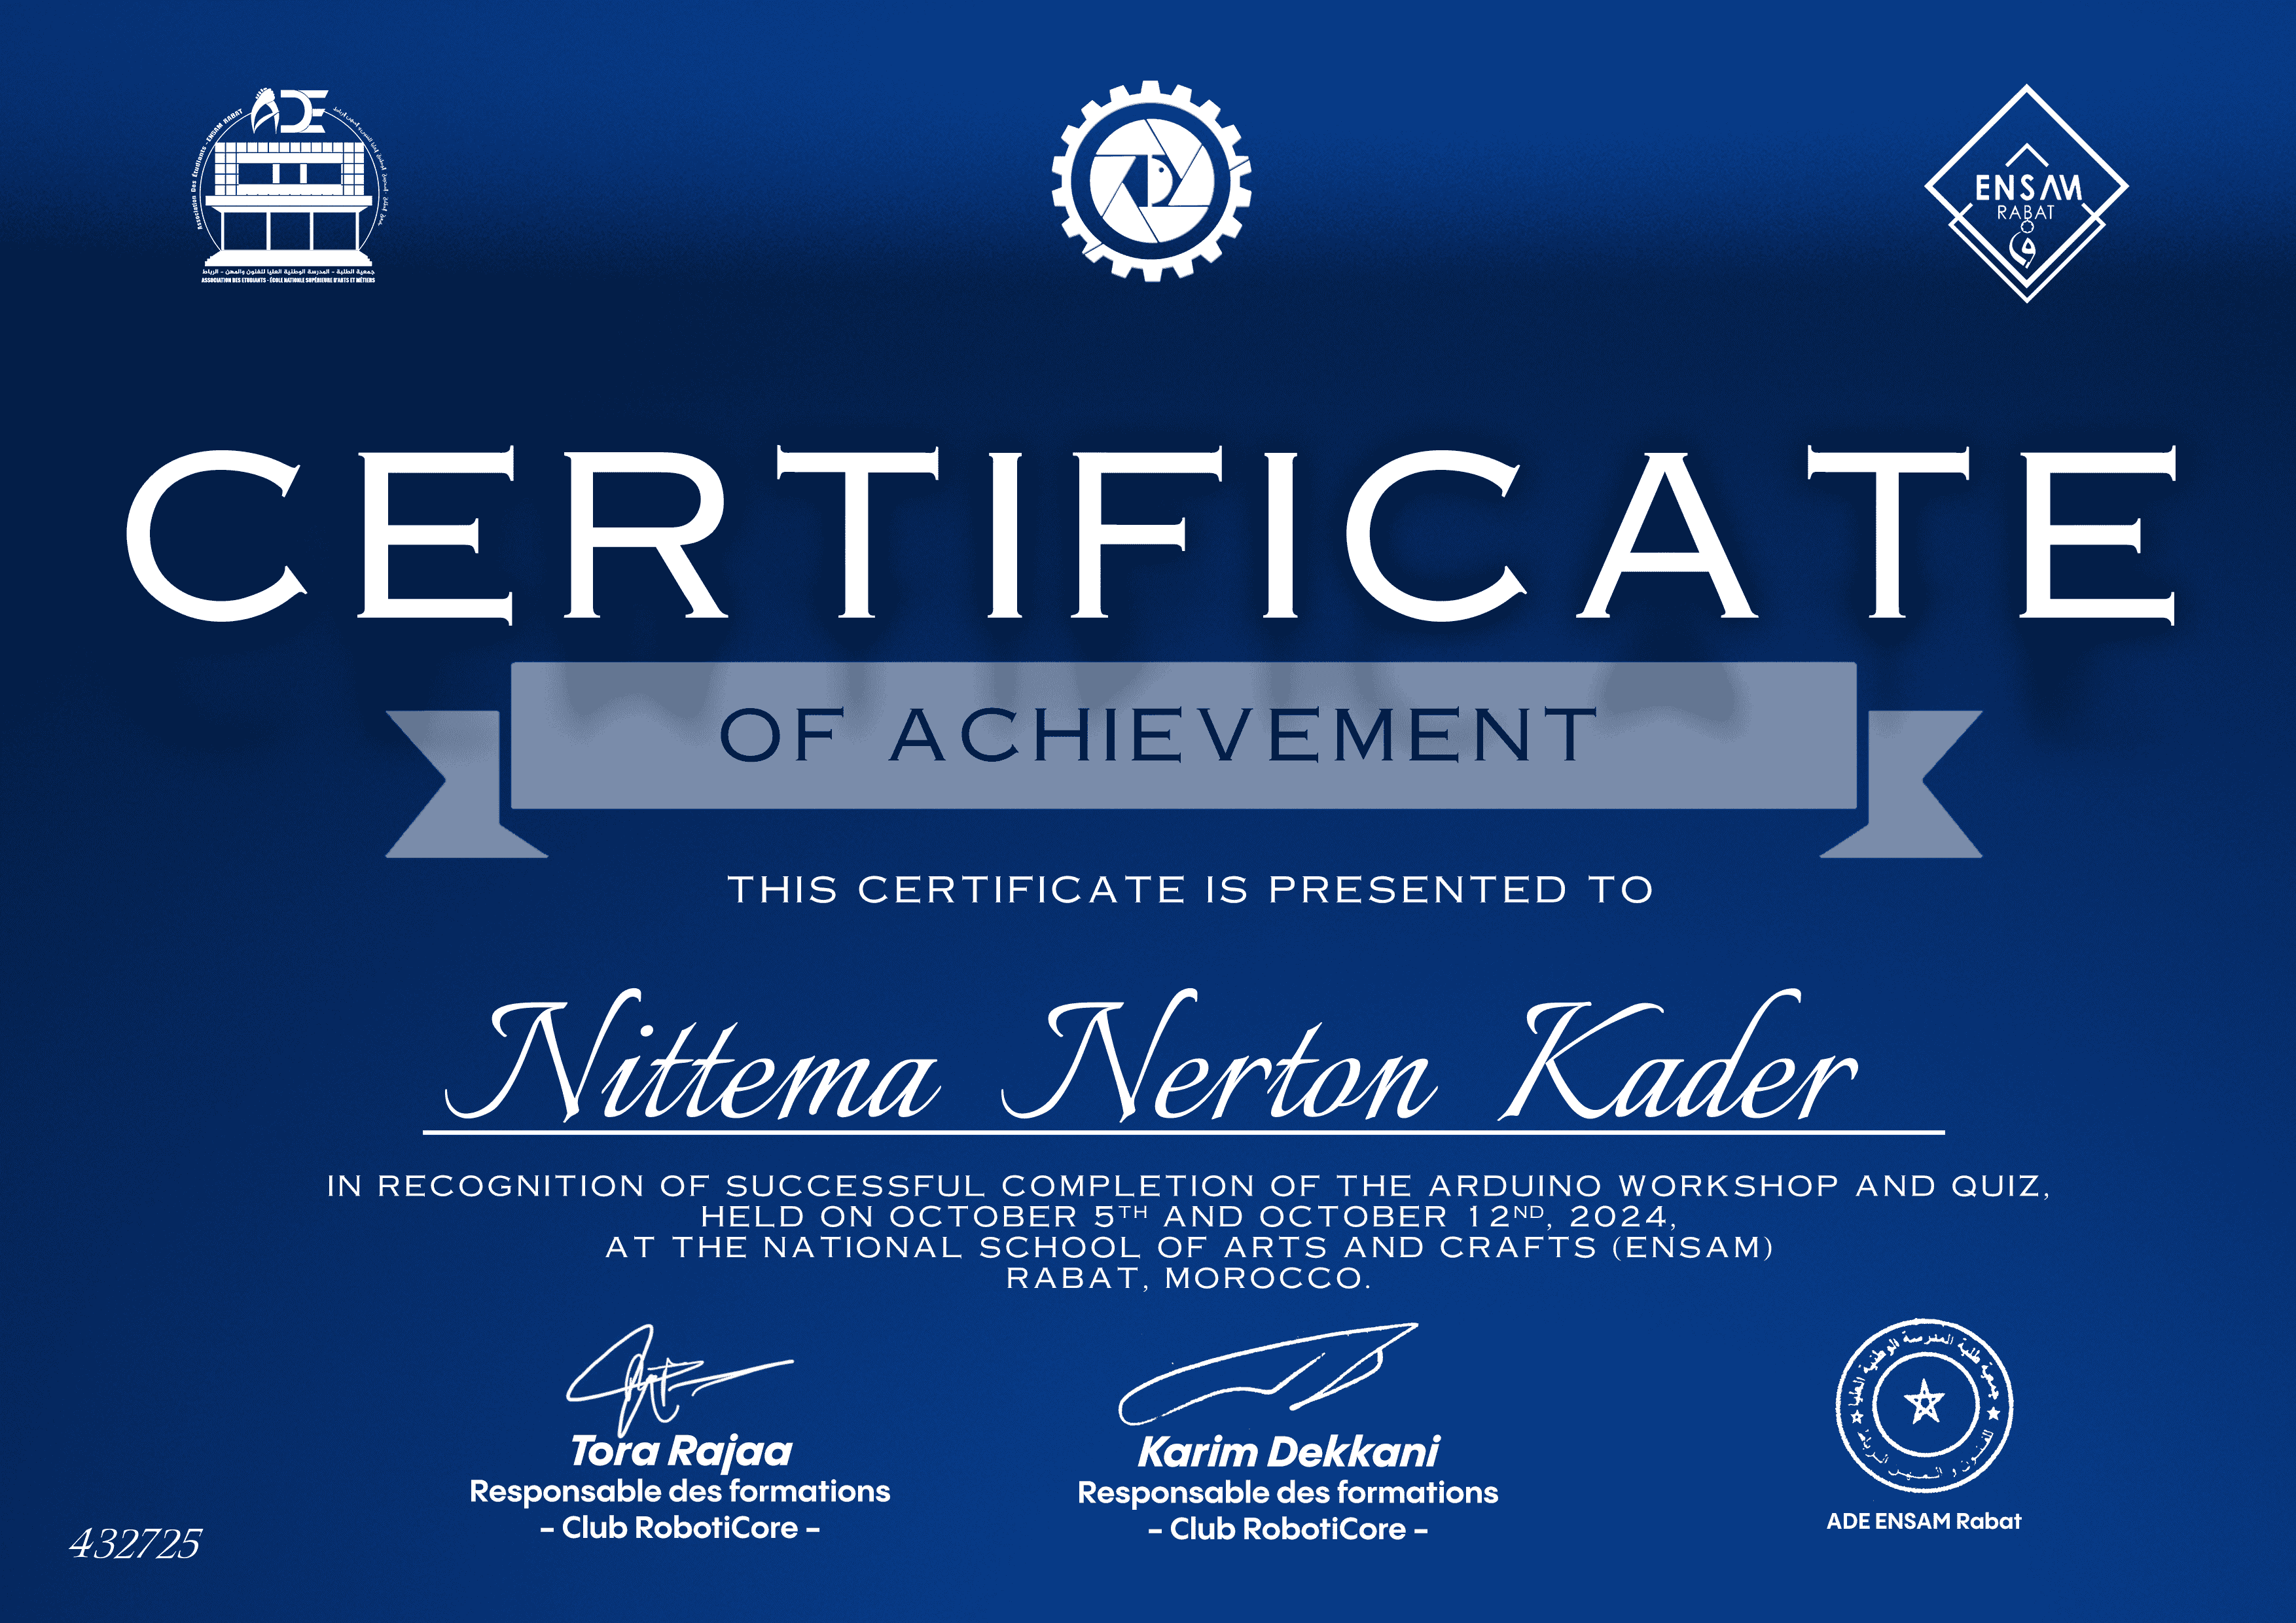 ADE
Association Des Etudiants - ENSAM RABAT
جمعية الطلبة - المدرسة الوطنية العليا للفنون والمهن - الرباط
ASSOCIATION DES ETUDIANTS - ÉCOLE NATIONALE SUPÉRIEURE D'ARTS ET MÉTIERS
ENSAM
RABAT
CERTIFICATE
OF ACHIEVEMENT
THIS CERTIFICATE IS PRESENTED TO
Nittema Nerton Kader
IN RECOGNITION OF SUCCESSFUL COMPLETION OF THE ARDUINO WORKSHOP AND QUIZ,
HELD ON OCTOBER 5TH AND OCTOBER 12ND, 2024,
AT THE NATIONAL SCHOOL OF ARTS AND CRAFTS (ENSAM)
RABAT, MOROCCO.
Tora Rajaa
Responsable des formations
- Club RobotiCore -
Karim Dekkani
Responsable des formations
- Club RobotiCore -
جمعية طلبة المدرسة الوطنية العليا
للفنون و المهن الرباط
ADE ENSAM Rabat
432725